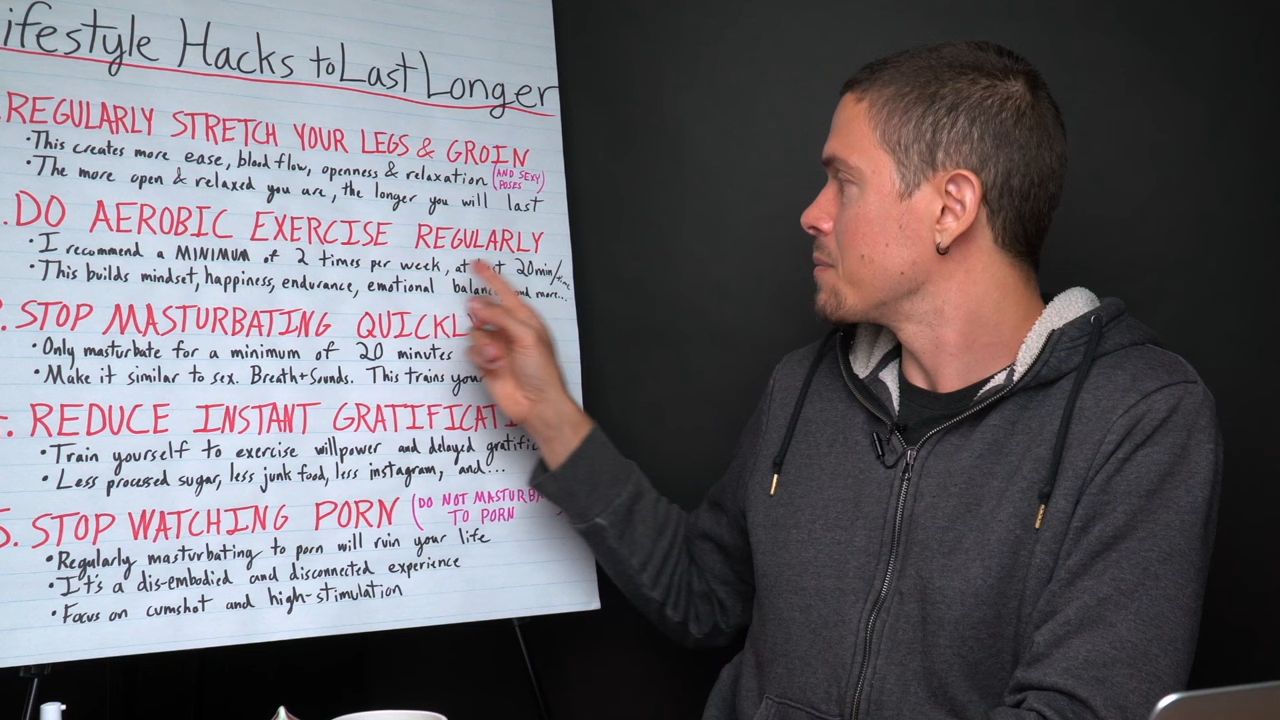 ifestyle Hacks to Last Longer
. REGULARLY STRETCH YOUR LEGS & GROIN
• This creates more ease, blood flow, openness & relaxation (AND SEXY POSES)
• The more open & relaxed you are, the longer you will last
. DO AEROBIC EXERCISE REGULARLY
• I recommend a MINIMUM of 2 times per week, at 20min/time
• This builds mindset, happiness, endurance, emotional balanc and more...
. STOP MASTURBATING QUICKL
• Only masturbate for a minimum of 20 minutes
• Make it similar to sex. Breath+Sounds. This trains your
. REDUCE INSTANT GRATIFICATI
• Train yourself to exercise willpower and delayed gratific
• Less processed sugar, less junk food, less instagram, and...
5. STOP WATCHING PORN (DO NOT MASTURBA
TO PORN
• Regularly masturbating to porn will ruin your life
• It's a dis-embodied and disconnected experience
• Focus on cumshot and high-stimulation